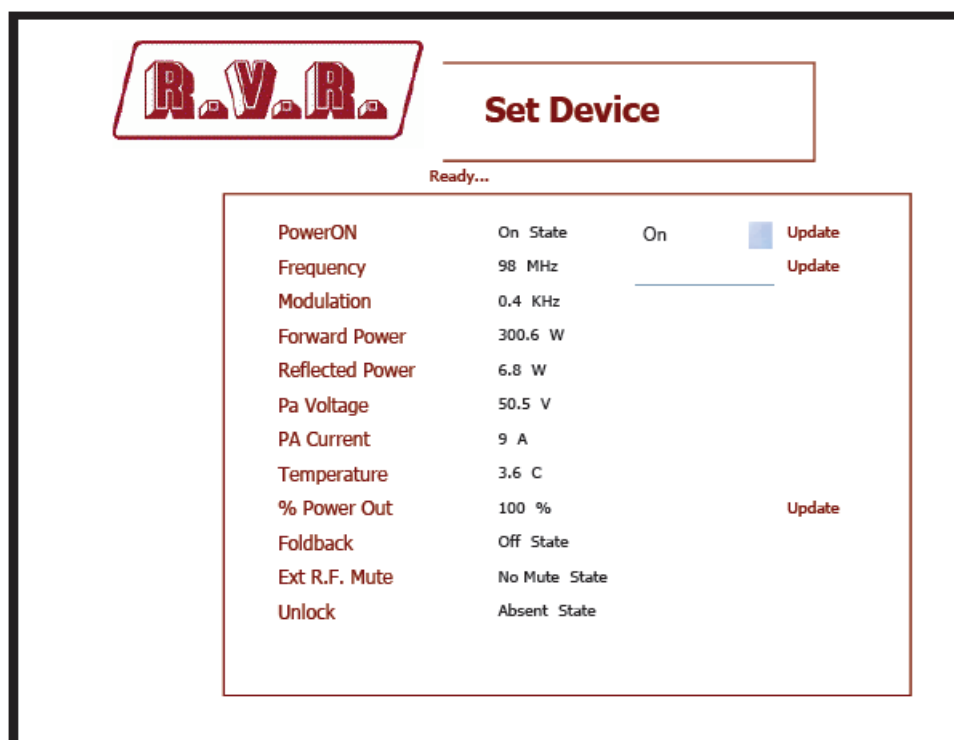 R.V.R.
Set Device
Ready...
PowerON On State On Update
Frequency 98 MHz Update
Modulation 0.4 KHz
Forward Power 300.6 W
Reflected Power 6.8 W
Pa Voltage 50.5 V
PA Current 9 A
Temperature 3.6 C
% Power Out 100 % Update
Foldback Off State
Ext R.F. Mute No Mute State
Unlock Absent State